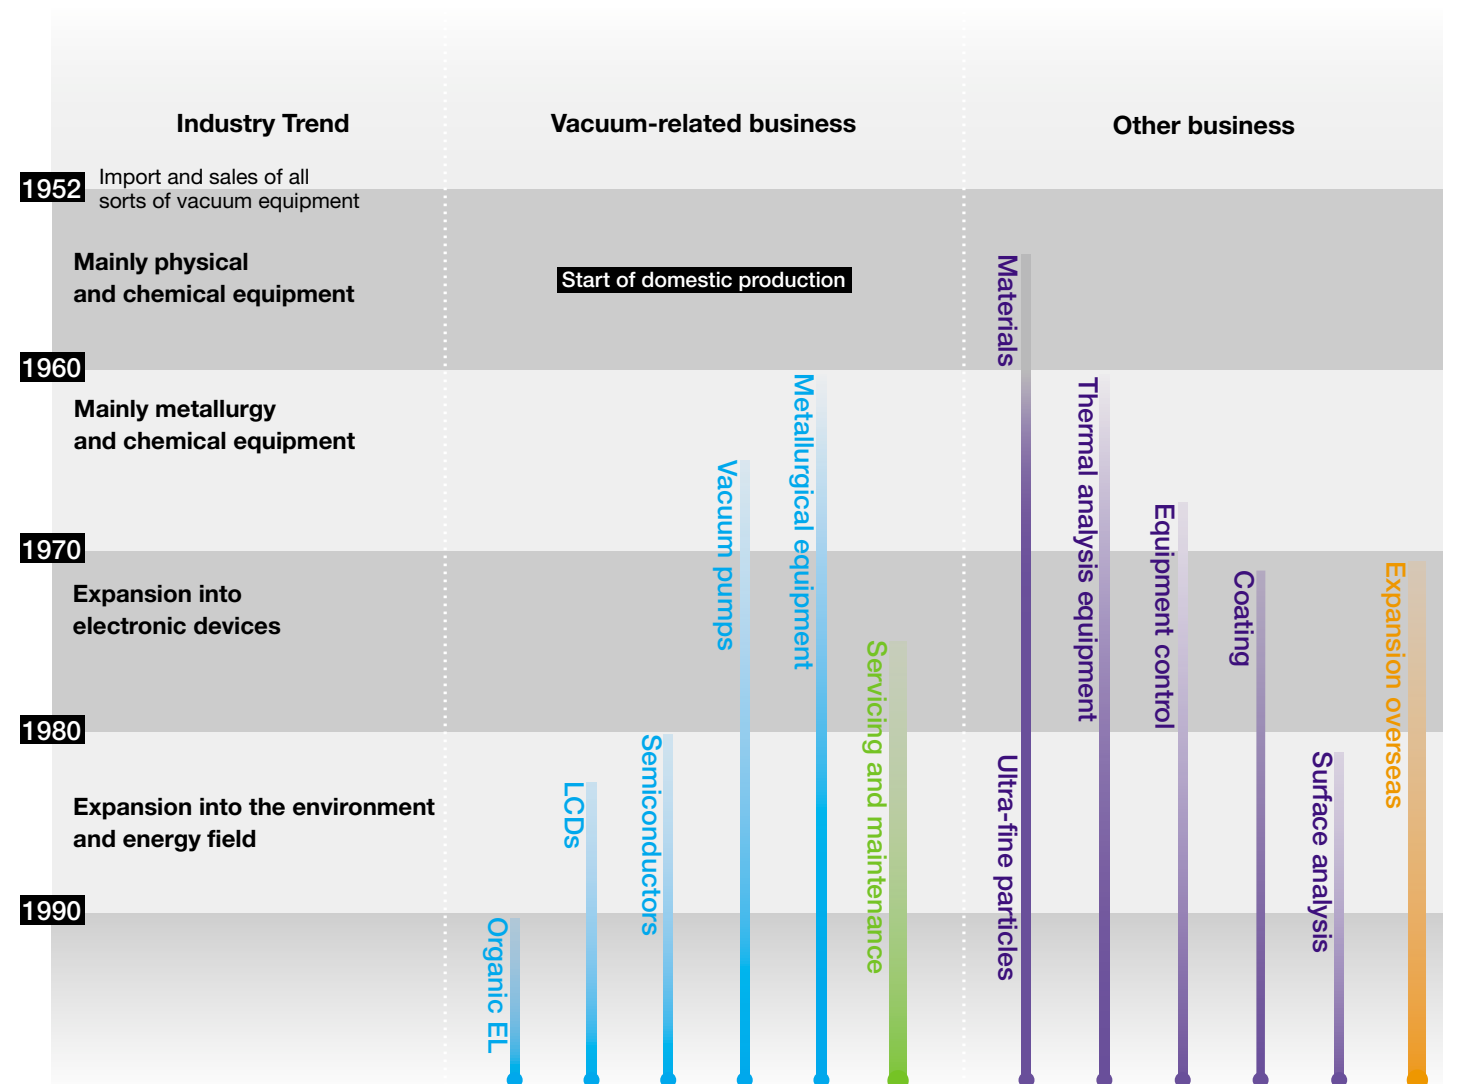 Industry Trend
Vacuum-related business
Other business
1952
Import and sales of all
sorts of vacuum equipment
Mainly physical
and chemical equipment
Start of domestic production
Materials
1960
Mainly metallurgy
and chemical equipment
Metallurgical equipment
Thermal analysis equipment
Vacuum pumps
Equipment control
1970
Expansion into
electronic devices
Expansion overseas
Coating
Servicing and maintenance
1980
Semiconductors
Surface analysis
Ultra-fine particles
LCDs
Expansion into the environment
and energy field
1990
Organic EL